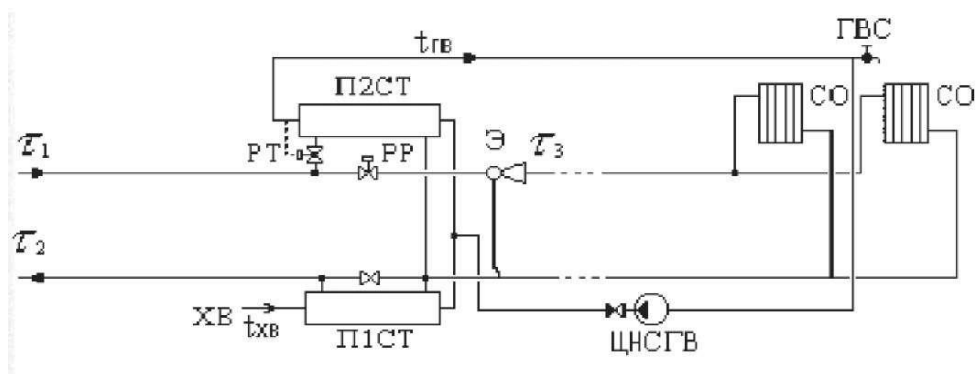 ГВС
tГВ
П2СТ
СО
СО
τ1
РТ
РР
Э
τ3
τ2
ХВ
tХВ
П1СТ
ЦНСГВ